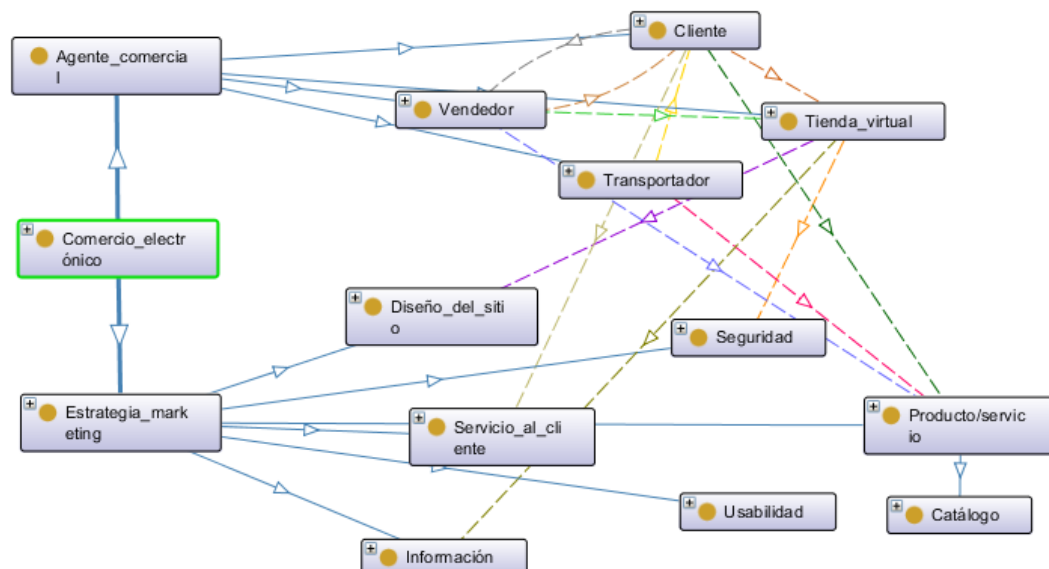 Cliente
Agente_comercia
l
Vendedor
Tienda_virtual
Transportador
Comercio_electr
ónico
Diseño_del_siti
o
Seguridad
Estrategia_mark
eting
Servicio_al_cli
ente
Producto/servic
io
Usabilidad
Catálogo
Información